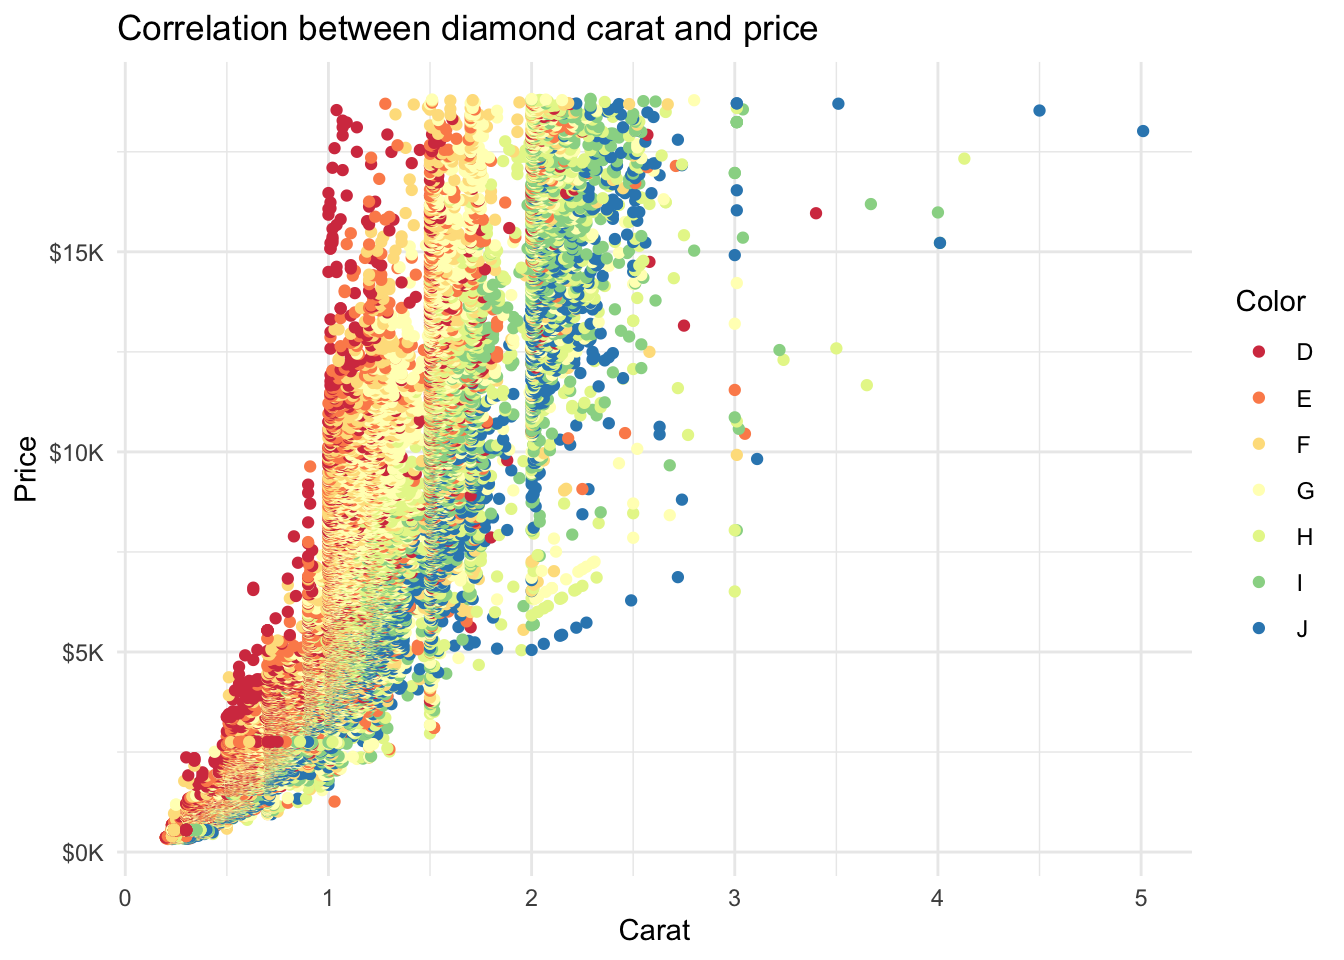 Correlation between diamond carat and price
$15K
$10K
$5K
$0K
Price
0 1 2 3 4 5
Carat
Color
D
E
F
G
H
I
J